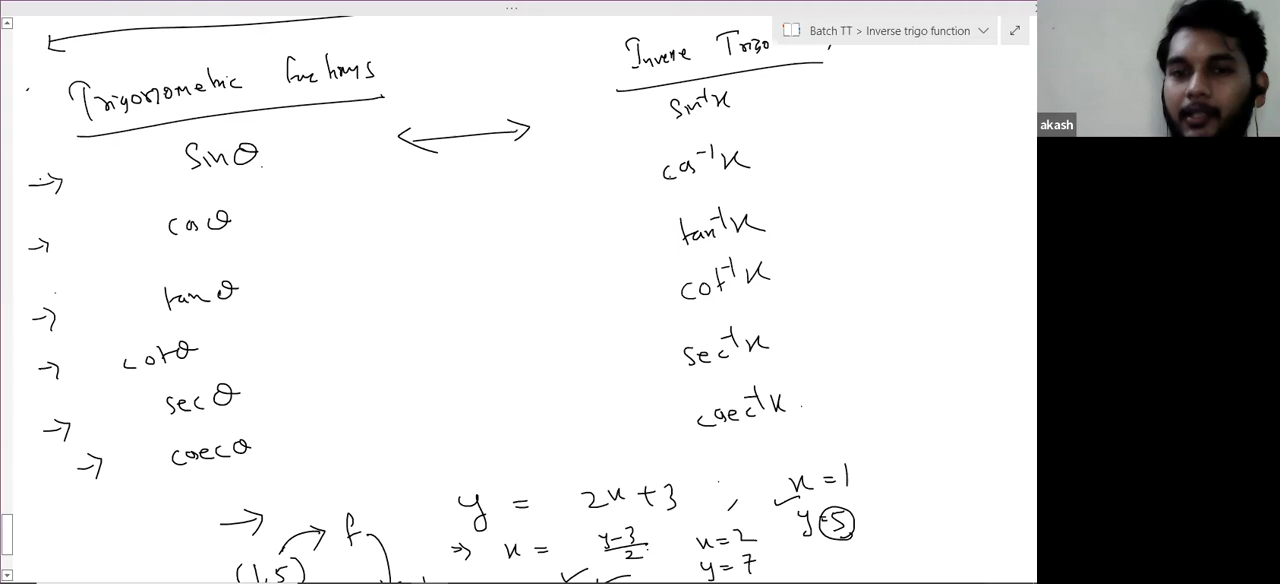 ...
Batch TT > Inverse trigo function
akash
Trigonometric functions
Inverse Trigo
sinθ
sin⁻¹x
cosθ
cos⁻¹x
tanθ
tan⁻¹x
cotθ
cot⁻¹x
secθ
sec⁻¹x
cosecθ
cosec⁻¹x
y = 2x + 3 , x = 1
y = 5
⇒ x = (y-3)/2 x = 2
y = 7
(1,5) → f